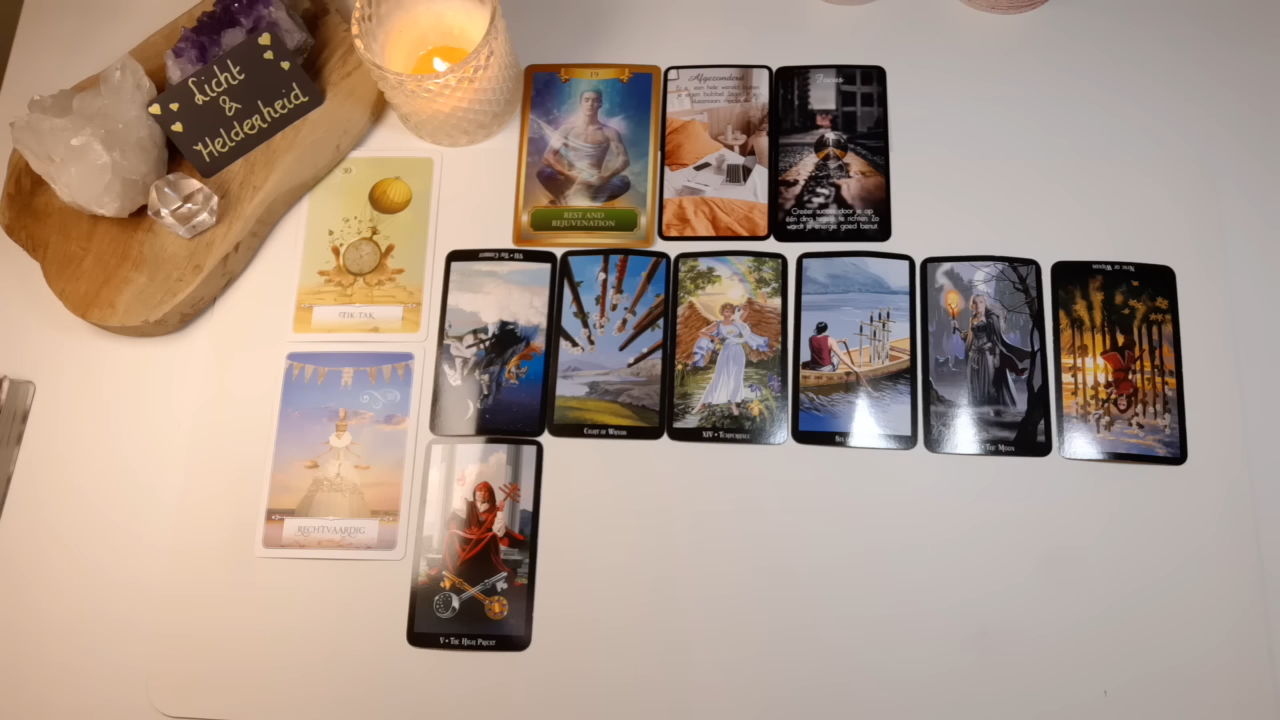 Licht
&
Helderheid
19
REST AND
REJUVENATION
Afgezonderd
Focus
Creëer succes door je op
één ding tegelijk te richten. Zo
wordt je energie goed benut.
30
TIK-TAK
VII • The Chariot
Eight of Wands
XIV • Temperance
Six
The Moon
Nine of Wands
RECHTVAARDIG
V • The High Priest